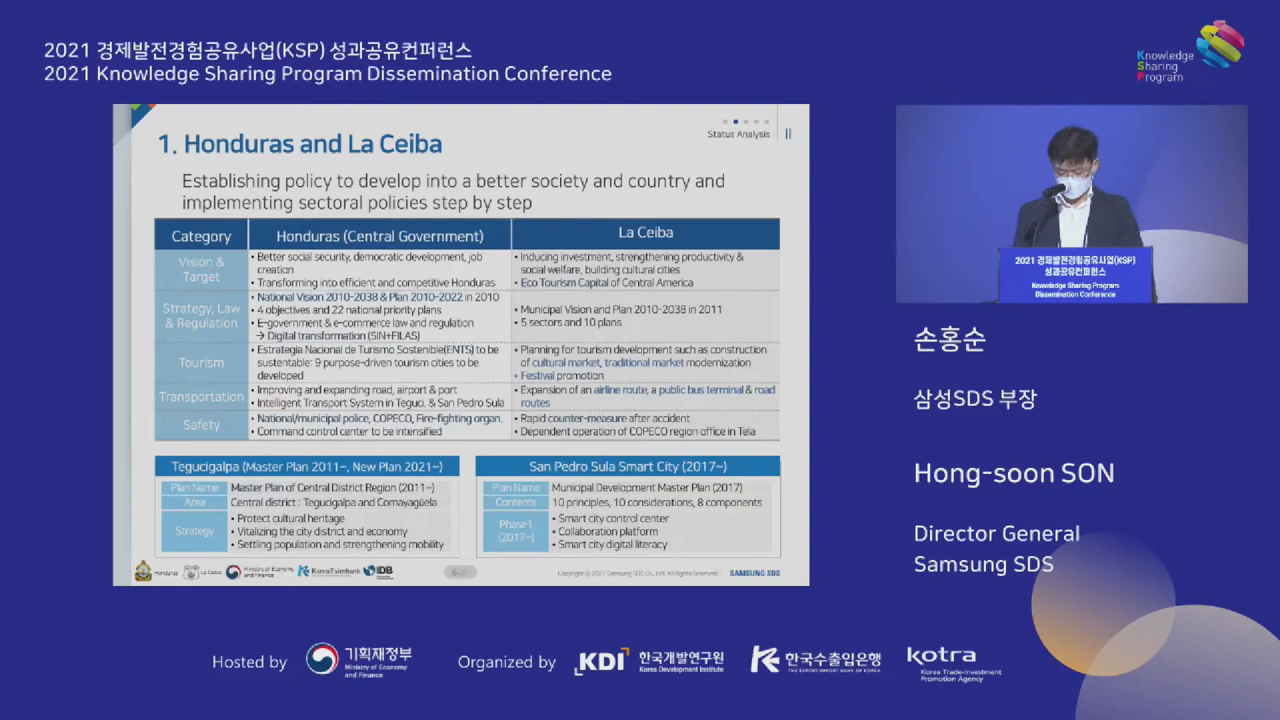 2021 경제발전경험공유사업(KSP) 성과공유컨퍼런스
2021 Knowledge Sharing Program Dissemination Conference
Knowledge
Sharing
Program
Status Analysis
II
1. Honduras and La Ceiba
Establishing policy to develop into a better society and country and
implementing sectoral policies step by step
Category
Honduras (Central Government)
La Ceiba
Vision &
Target
• Better social security, democratic development, job
creation
• Transforming into efficient and competitive Honduras
• Inducing investment, strengthening productivity &
social welfare, building cultural cities
• Eco Tourism Capital of Central America
Strategy, Law
& Regulation
• National Vision 2010-2038 & Plan 2010-2022 in 2010
• 4 objectives and 22 national priority plans
• E-government & e-commerce law and regulation
→ Digital transformation (SIN+FILAS)
• Municipal Vision and Plan 2010-2038 in 2011
• 5 sectors and 10 plans
Tourism
• Estrategia Nacional de Turismo Sostenible(ENTS) to be
sustentable: 9 purpose-driven tourism cities to be
developed
• Planning for tourism development such as construction
of cultural market, traditional market modernization
• Festival promotion
Transportation
• Improving and expanding road, airport & port
• Intelligent Transport System in Teguci. & San Pedro Sula
• Expansion of an airline route, a public bus terminal & road
routes
Safety
• National/municipal police, COPECO, Fire-fighting organ.
• Command control center to be intensified
• Rapid counter-measure after accident
• Dependent operation of COPECO region office in Tela
Tegucigalpa (Master Plan 2011~, New Plan 2021~)
Plan Name
Master Plan of Central District Region (2011~)
Area
Central district : Tegucigalpa and Comayagüela
Strategy
• Protect cultural heritage
• Vitalizing the city district and economy
• Settling population and strengthening mobility
San Pedro Sula Smart City (2017~)
Plan Name
Municipal Development Master Plan (2017)
Contents
10 principles, 10 considerations, 8 components
Phase1
(2017~)
• Smart city control center
• Collaboration platform
• Smart city digital literacy
Honduras
La Ceiba
Ministry of Economy
and Finance
KoreaEximbank
IDB
Copyright © 2021 Samsung SDS Co., Ltd. All Rights Reserved.
SAMSUNG SDS
2021 경제발전경험공유사업(KSP)
성과공유컨퍼런스
Knowledge Sharing Program
Dissemination Conference
손홍순
삼성SDS 부장
Hong-soon SON
Director General
Samsung SDS
Hosted by
기획재정부
Ministry of Economy
and Finance
Organized by
KDI
한국개발연구원
Korea Development Institute
한국수출입은행
THE EXPORT-IMPORT BANK OF KOREA
kotra
Korea Trade-Investment
Promotion Agency